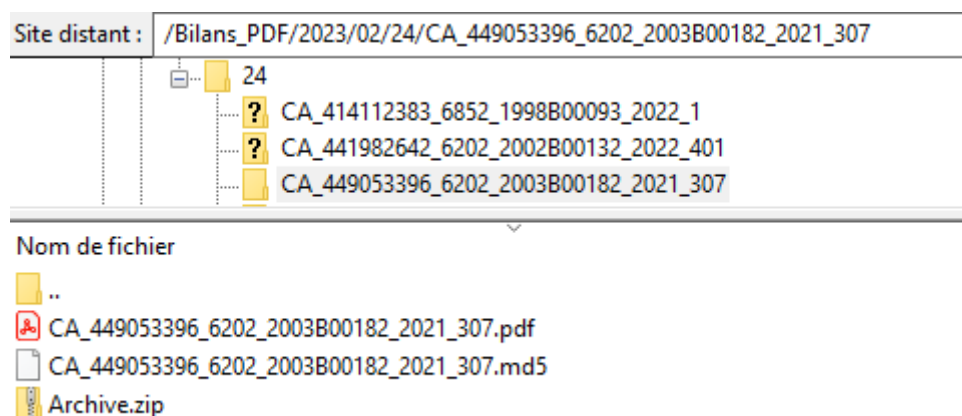 Site distant : /Bilans_PDF/2023/02/24/CA_449053396_6202_2003B00182_2021_307
24
CA_414112383_6852_1998B00093_2022_1
CA_441982642_6202_2002B00132_2022_401
CA_449053396_6202_2003B00182_2021_307
Nom de fichier
..
CA_449053396_6202_2003B00182_2021_307.pdf
CA_449053396_6202_2003B00182_2021_307.md5
Archive.zip